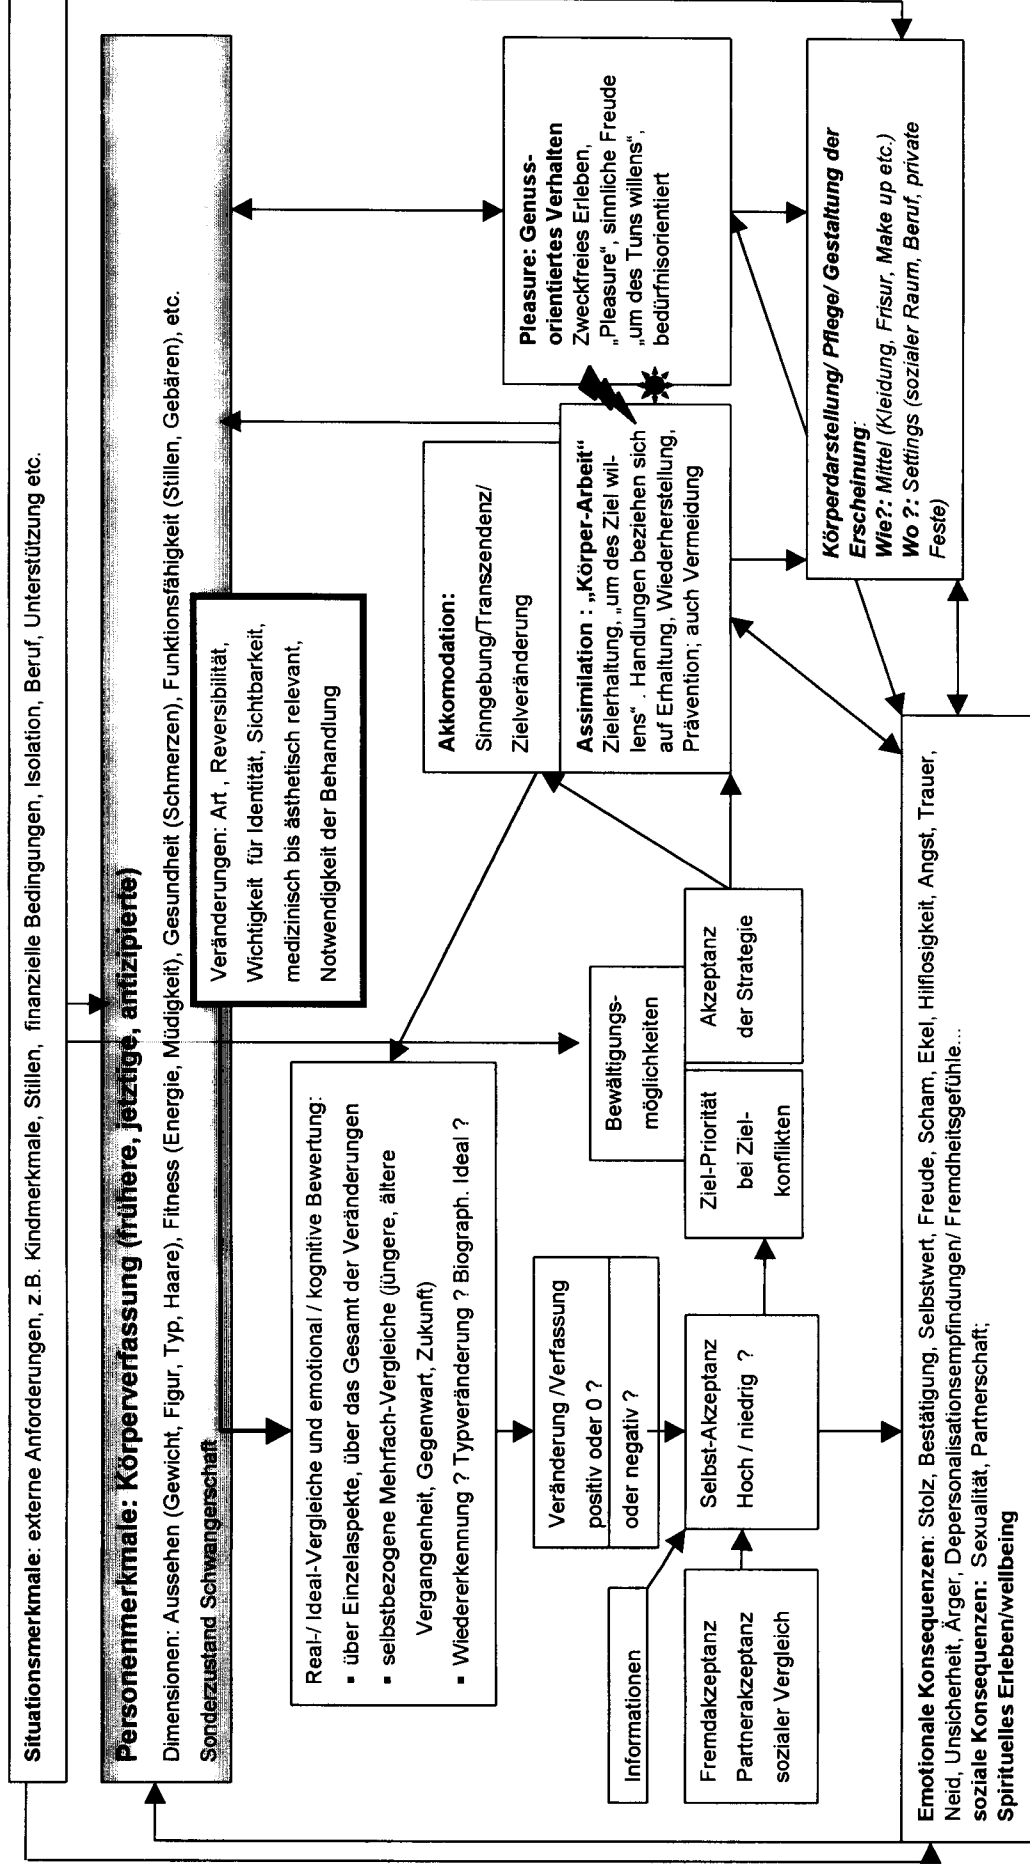 Situationsmerkmale: externe Anforderungen, z.B. Kindmerkmale, Stillen, finanzielle Bedingungen, Isolation, Beruf, Unterstützung etc.
Personenmerkmale: Körperverfassung (frühere, jetztige, antizipierte)
Dimensionen: Aussehen (Gewicht, Figur, Typ, Haare), Fitness (Energie, Müdigkeit), Gesundheit (Schmerzen), Funktionsfähigkeit (Stillen, Gebären), etc.
Sonderzustand Schwangerschaft
Veränderungen: Art , Reversibilität,
Wichtigkeit für Identität, Sichtbarkeit,
medizinisch bis ästhetisch relevant,
Notwendigkeit der Behandlung
Real-/ Ideal-Vergleiche und emotional / kognitive Bewertung:
▪ über Einzelaspekte, über das Gesamt der Veränderungen
▪ selbstbezogene Mehrfach-Vergleiche (jüngere, ältere
Vergangenheit, Gegenwart, Zukunft)
▪ Wiedererkennung ? Typveränderung ? Biograph. Ideal ?
Veränderung /Verfassung
positiv oder 0 ?
oder negativ ?
Informationen
Fremdakzeptanz
Partnerakzeptanz
sozialer Vergleich
Selbst-Akzeptanz
Hoch / niedrig ?
Bewältigungs-
möglichkeiten
Ziel-Priorität
bei Ziel-
konflikten
Akzeptanz
der Strategie
Akkomodation:
Sinngebung/Transzendenz/
Zielveränderung
Assimilation : „Körper-Arbeit“
Zielerhaltung, „um des Ziel wil-
lens“ . Handlungen beziehen sich
auf Erhaltung, Wiederherstellung,
Prävention; auch Vermeidung
Pleasure: Genuss-
orientiertes Verhalten
Zweckfreies Erleben,
„Pleasure“, sinnliche Freude
„um des Tuns willens“,
bedürfnisorientiert
Körperdarstellung/ Pflege/ Gestaltung der
Erscheinung:
Wie?: Mittel (Kleidung, Frisur, Make up etc.)
Wo ?: Settings (sozialer Raum, Beruf, private
Feste)
Emotionale Konsequenzen: Stolz, Bestätigung, Selbstwert, Freude, Scham, Ekel, Hilflosigkeit, Angst, Trauer,
Neid, Unsicherheit, Ärger, Depersonalisationsempfindungen/ Fremdheitsgefühle...
soziale Konsequenzen: Sexualität, Partnerschaft;
Spirituelles Erleben/wellbeing